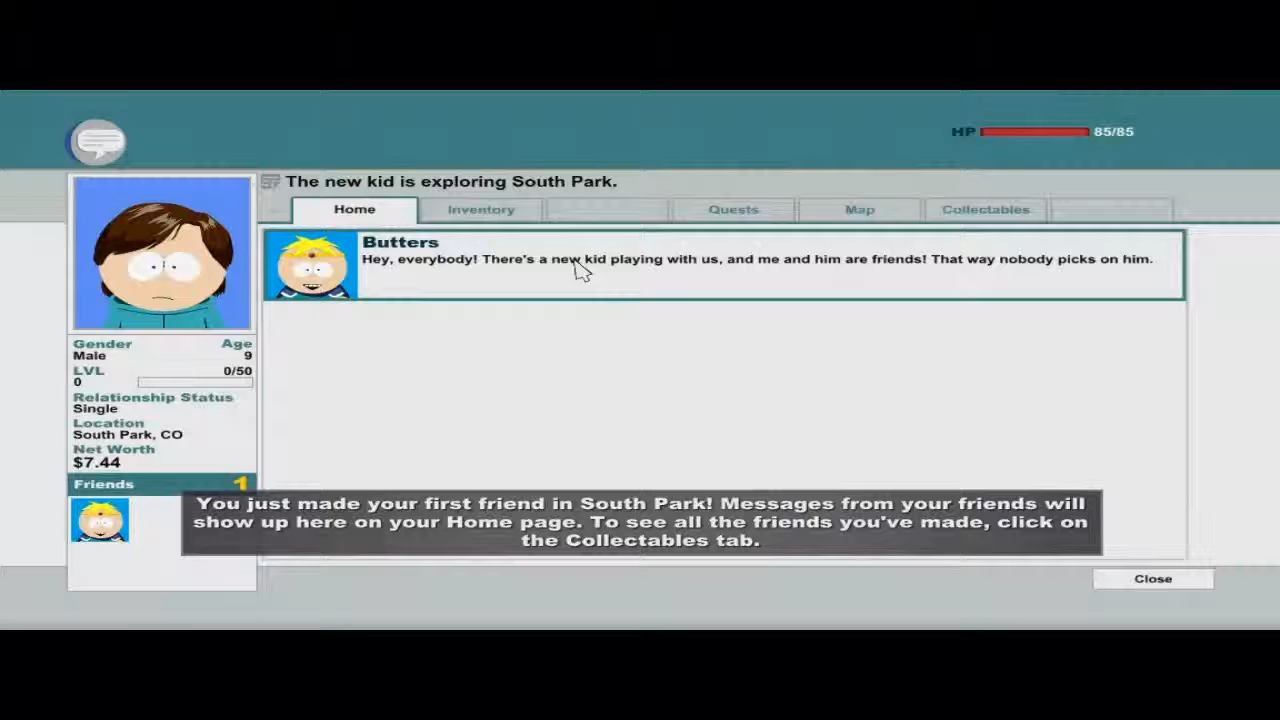 HP 85/85
The new kid is exploring South Park.
Home Inventory Quests Map Collectables
Butters
Hey, everybody! There's a new kid playing with us, and me and him are friends! That way nobody picks on him.
Gender Age
Male 9
LVL 0/50
0
Relationship Status
Single
Location
South Park, CO
Net Worth
$7.44
Friends 1
You just made your first friend in South Park! Messages from your friends will
show up here on your Home page. To see all the friends you've made, click on
the Collectables tab.
Close